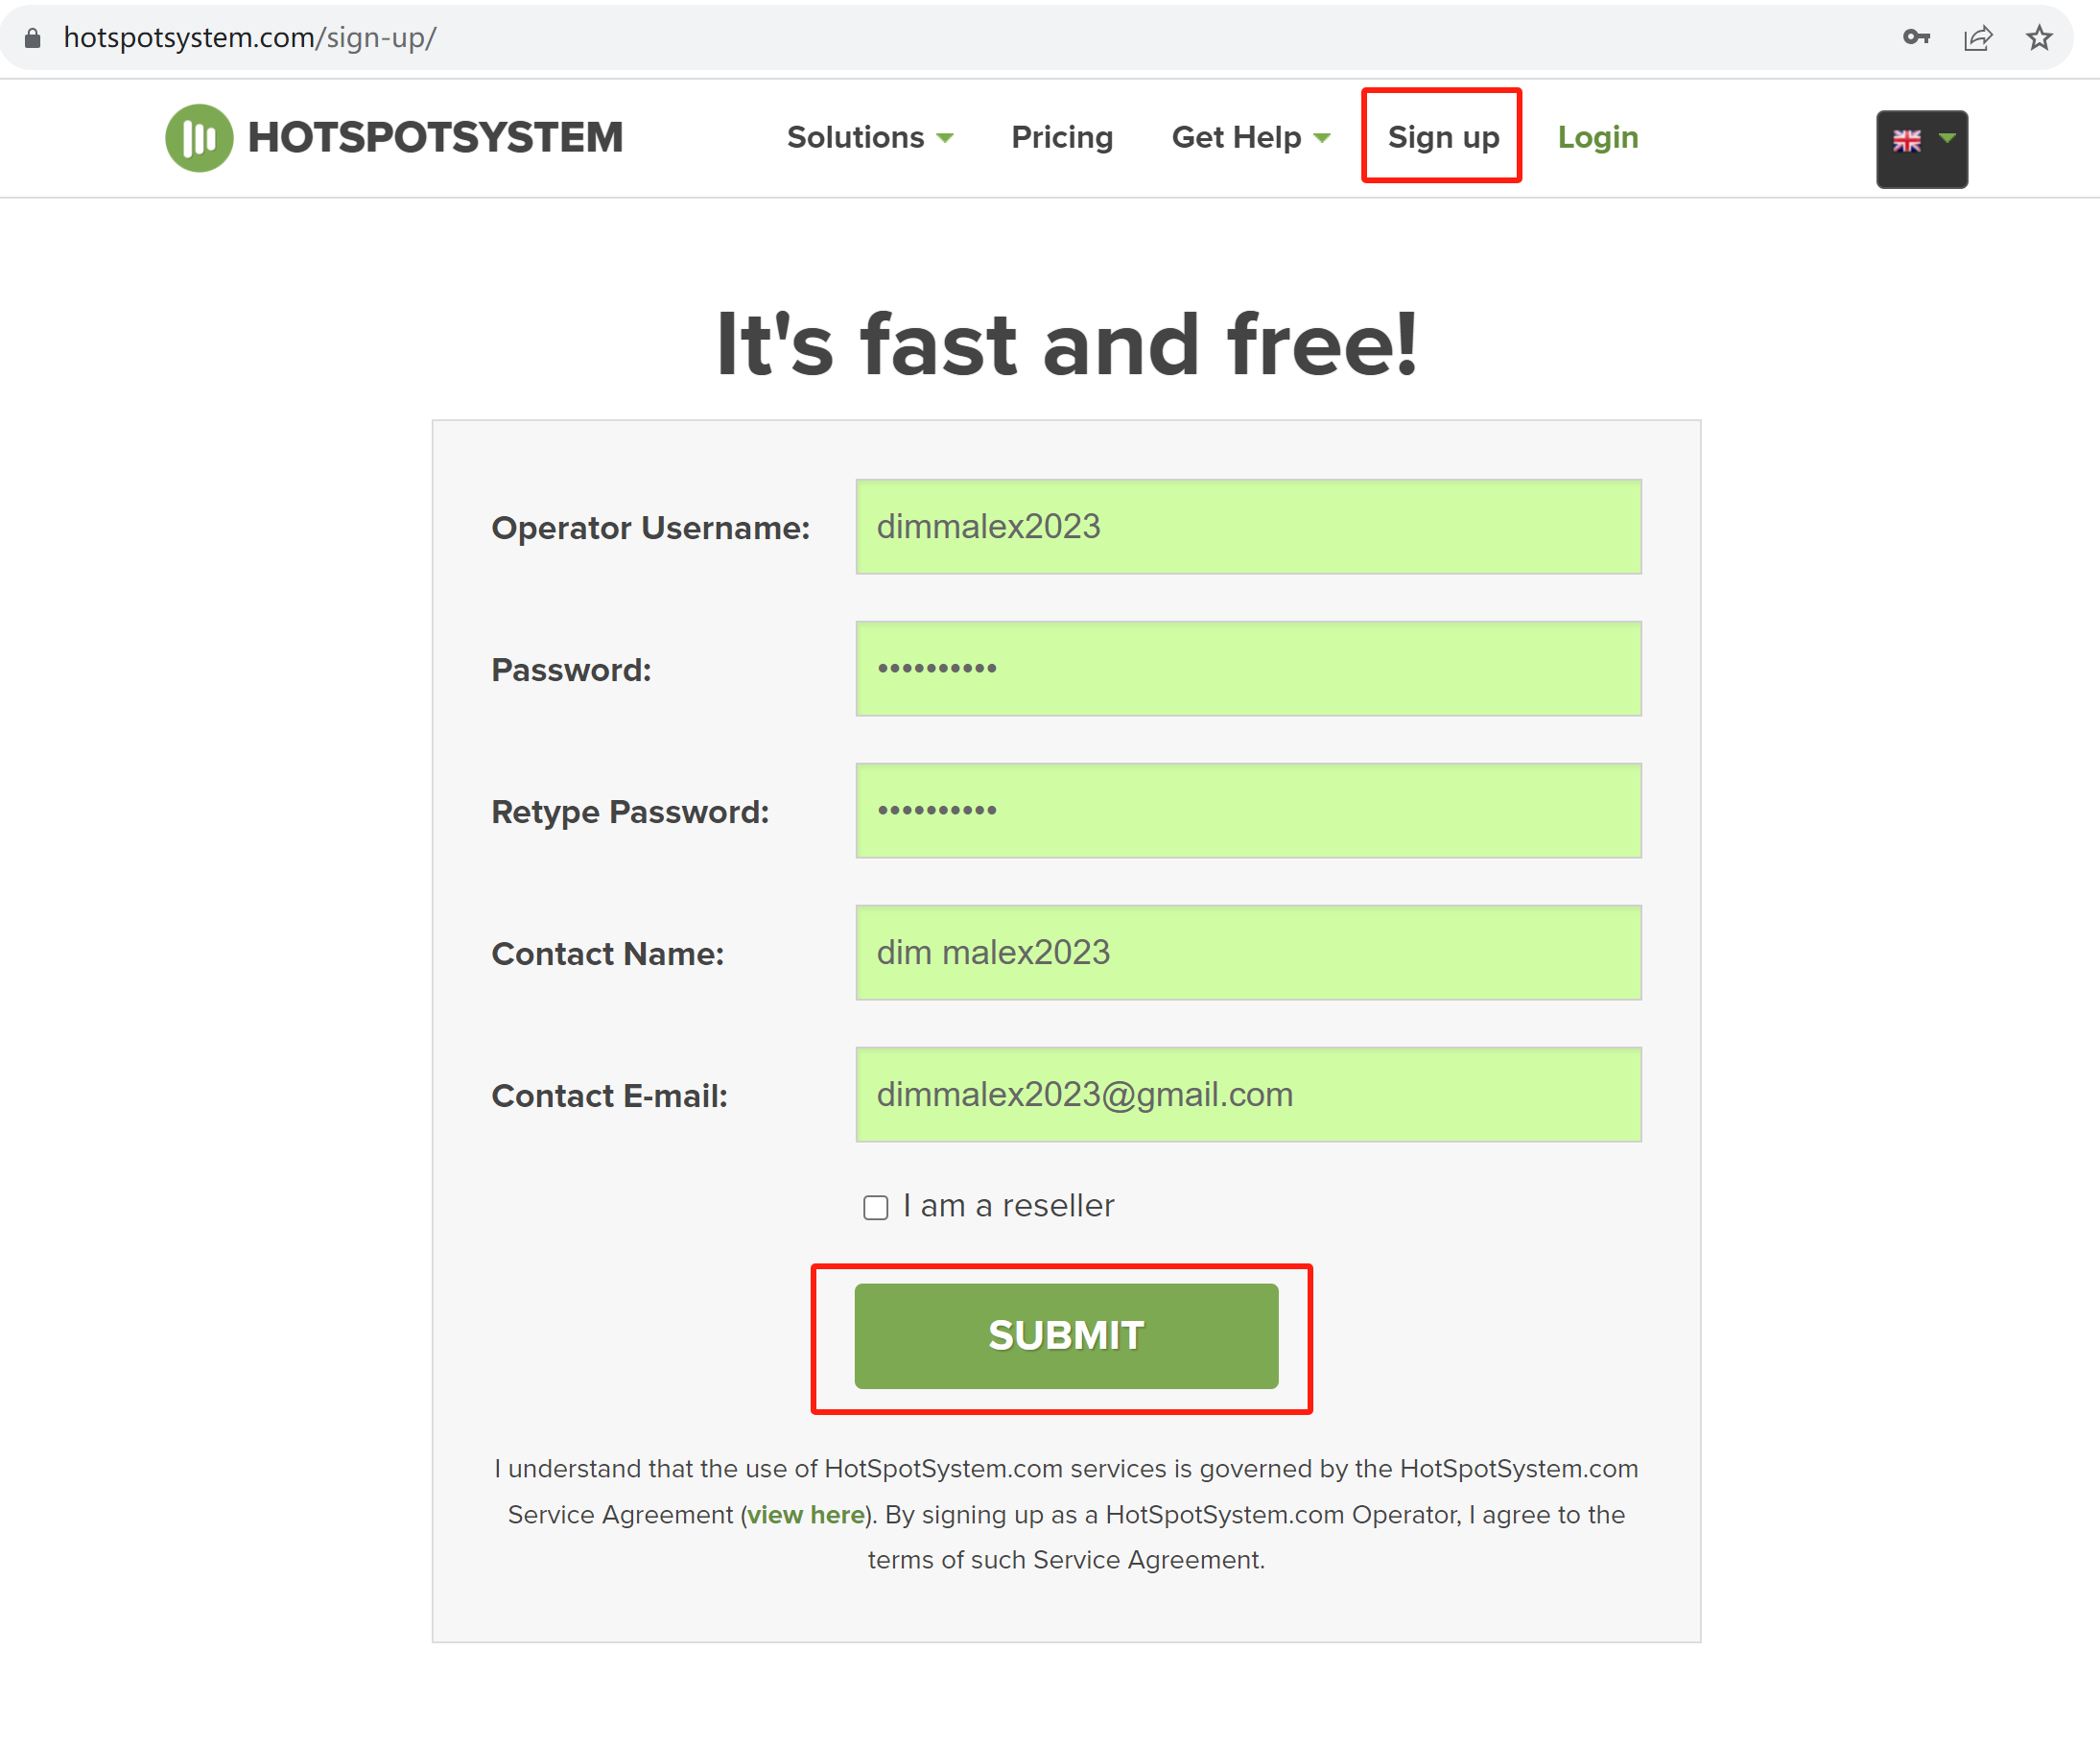 hotspotsystem.com/sign-up/
HOTSPOTSYSTEM Solutions Pricing Get Help Sign up Login
It's fast and free!
Operator Username: dimmalex2023
Password: ••••••••••
Retype Password: ••••••••••
Contact Name: dim malex2023
Contact E-mail: dimmalex2023@gmail.com
I am a reseller
SUBMIT
I understand that the use of HotSpotSystem.com services is governed by the HotSpotSystem.com
Service Agreement (view here). By signing up as a HotSpotSystem.com Operator, I agree to the
terms of such Service Agreement.